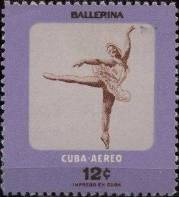 BALLERINA
CUBA-AEREO
12¢
IMPRESO EN CUBA